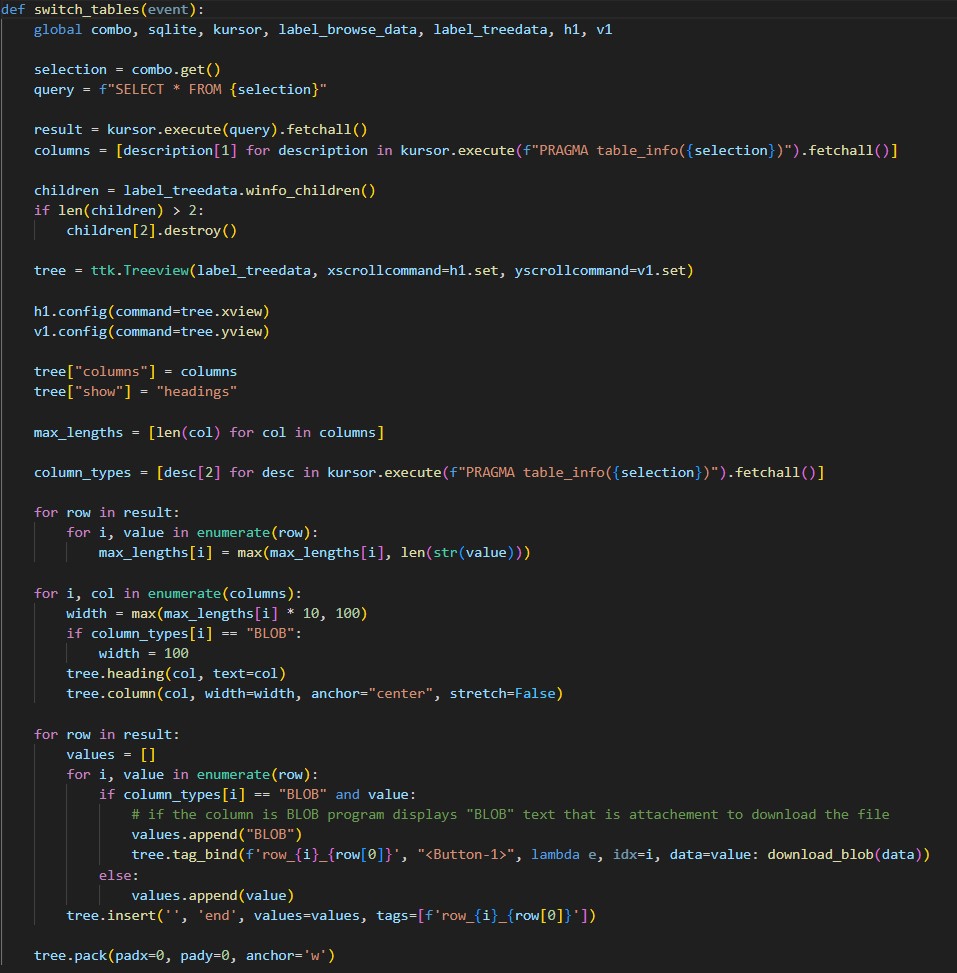 def switch_tables(event):
    global combo, sqlite, kursor, label_browse_data, label_treedata, h1, v1
    selection = combo.get()
    query = f"SELECT * FROM {selection}"
    result = kursor.execute(query).fetchall()
    columns = [description[1] for description in kursor.execute(f"PRAGMA table_info({selection})").fetchall()]
    children = label_treedata.winfo_children()
    if len(children) > 2:
        children[2].destroy()
    tree = ttk.Treeview(label_treedata, xscrollcommand=h1.set, yscrollcommand=v1.set)
    h1.config(command=tree.xview)
    v1.config(command=tree.yview)
    tree["columns"] = columns
    tree["show"] = "headings"
    max_lengths = [len(col) for col in columns]
    column_types = [desc[2] for desc in kursor.execute(f"PRAGMA table_info({selection})").fetchall()]
    for row in result:
        for i, value in enumerate(row):
            max_lengths[i] = max(max_lengths[i], len(str(value)))
    for i, col in enumerate(columns):
        width = max(max_lengths[i] * 10, 100)
        if column_types[i] == "BLOB":
            width = 100
        tree.heading(col, text=col)
        tree.column(col, width=width, anchor="center", stretch=False)
    for row in result:
        values = []
        for i, value in enumerate(row):
            if column_types[i] == "BLOB" and value:
                # if the column is BLOB program displays "BLOB" text that is attachement to download the file
                values.append("BLOB")
                tree.tag_bind(f'row_{i}_{row[0]}', "<Button-1>", lambda e, idx=i, data=value: download_blob(data))
            else:
                values.append(value)
        tree.insert('', 'end', values=values, tags=[f'row_{i}_{row[0]}'])
    tree.pack(padx=0, pady=0, anchor='w')